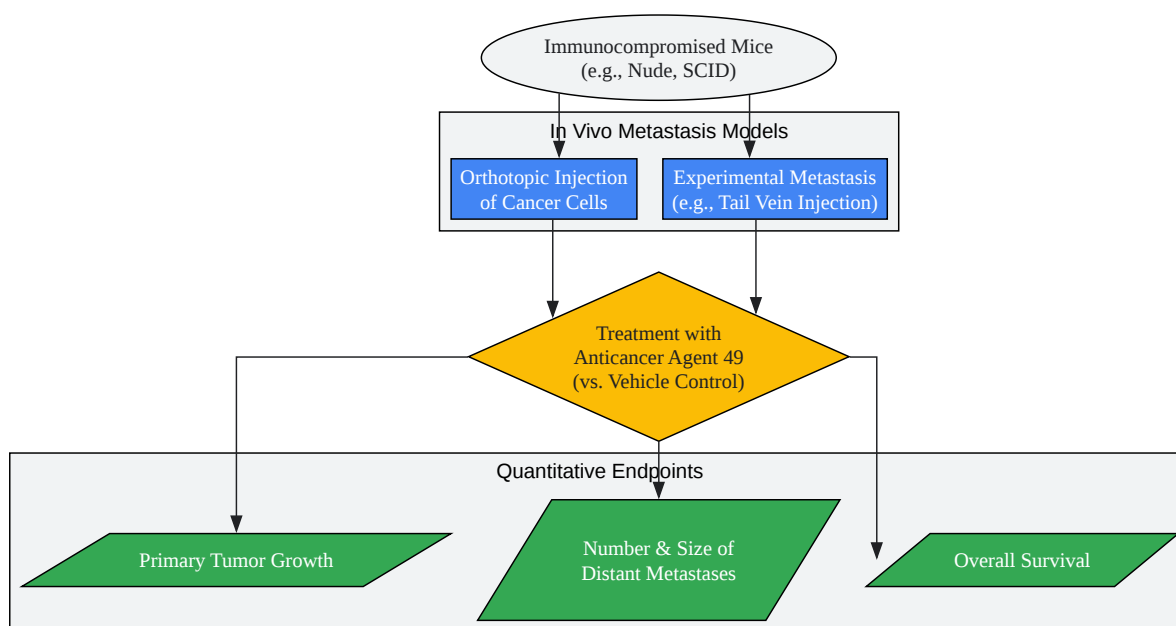 Immunocompromised Mice
(e.g., Nude, SCID)
In Vivo Metastasis Models
Orthotopic Injection
of Cancer Cells
Experimental Metastasis
(e.g., Tail Vein Injection)
Treatment with
Anticancer Agent 49
(vs. Vehicle Control)
Quantitative Endpoints
Primary Tumor Growth
Number & Size of
Distant Metastases
Overall Survival